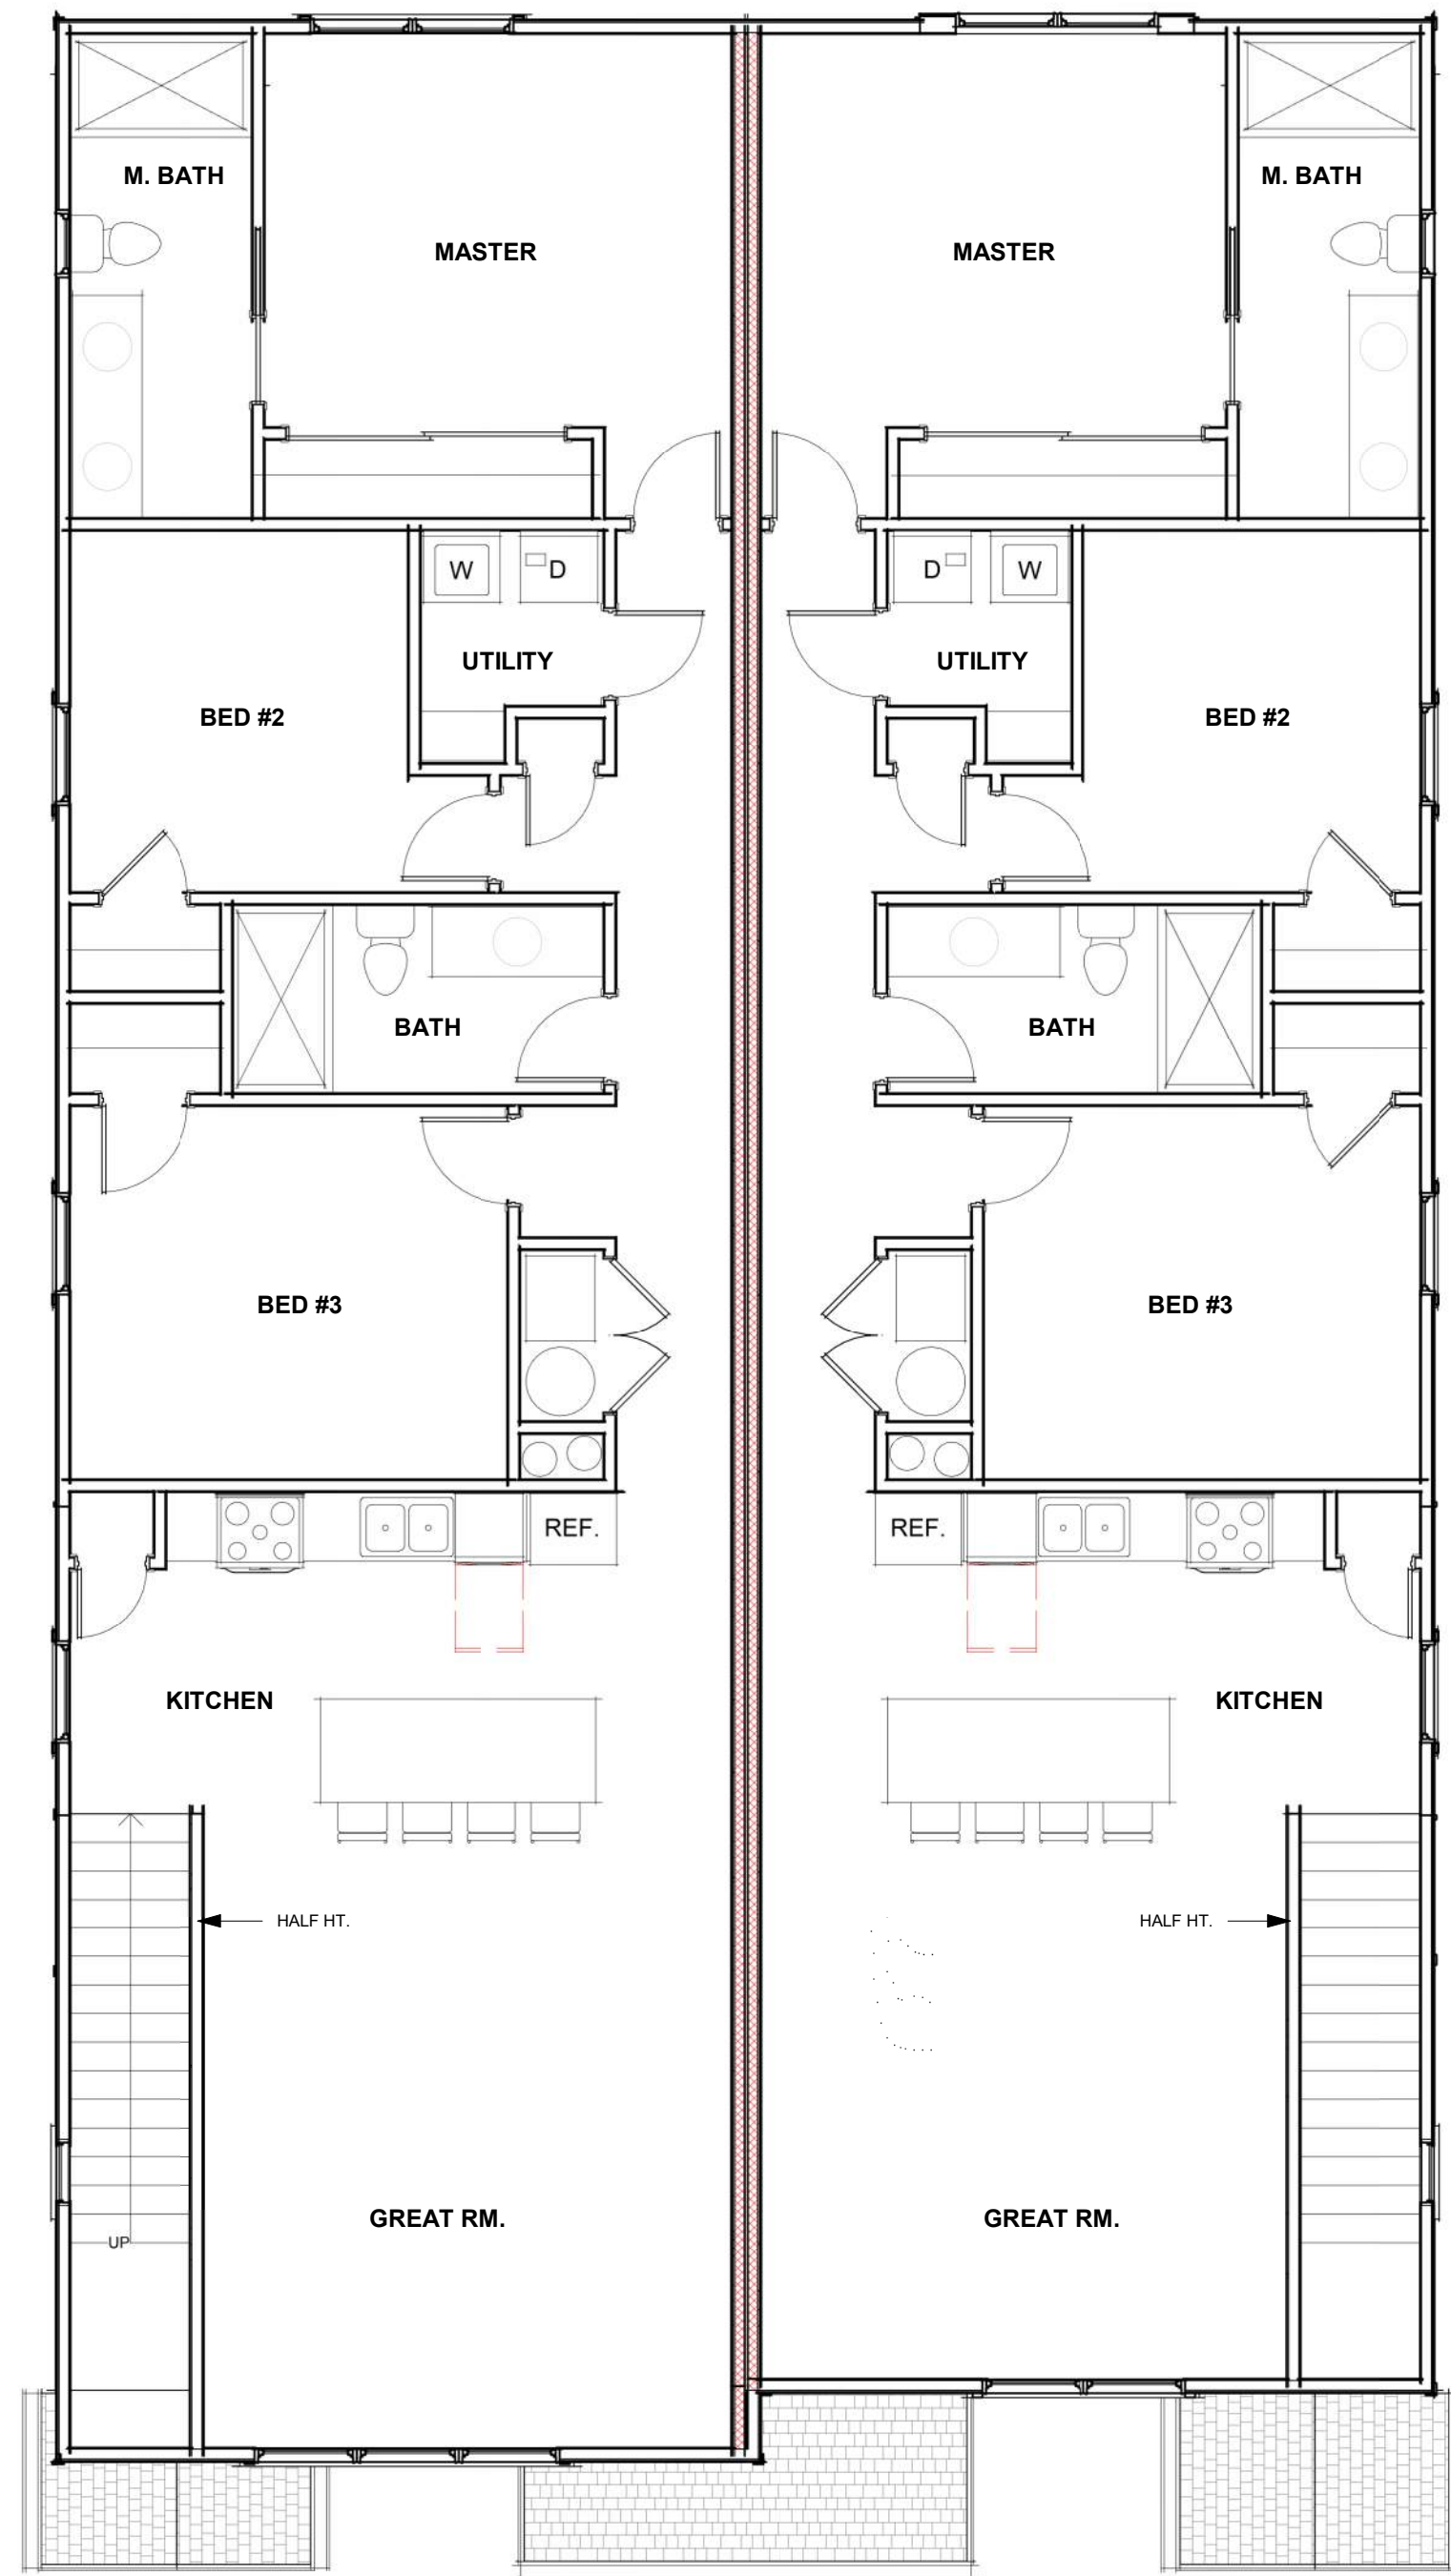 M. BATH
M. BATH
MASTER
MASTER
W
D
D
W
UTILITY
UTILITY
BED #2
BED #2
BATH
BATH
BED #3
BED #3
REF.
REF.
KITCHEN
KITCHEN
HALF HT.
HALF HT.
GREAT RM.
GREAT RM.
UP